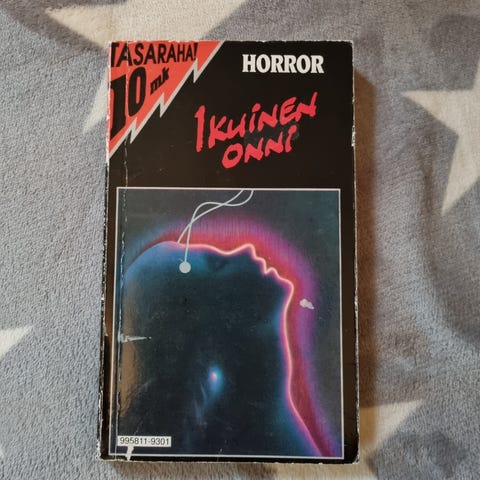 TASARAHA!
10 mk
HORROR
IKUINEN
ONNI
995811-9301